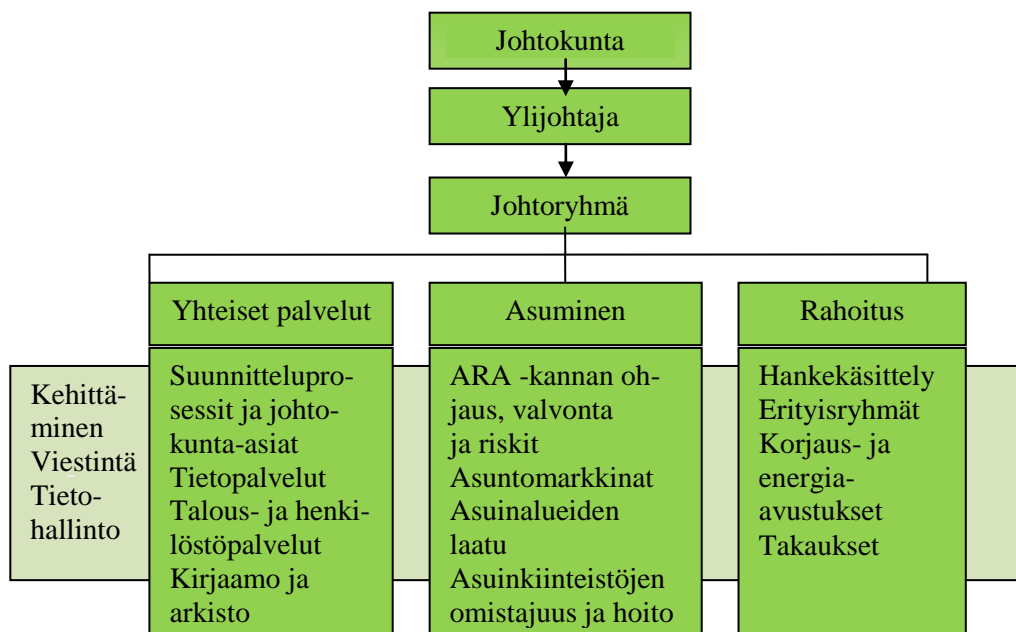 Johtokunta
Ylijohtaja
Johtoryhmä
Yhteiset palvelut
Asuminen
Rahoitus
Kehittä-
minen
Viestintä
Tieto-
hallinto
Suunnittelupro-
sessit ja johto-
kunta-asiat
Tietopalvelut
Talous- ja henki-
löstöpalvelut
Kirjaamo ja
arkisto
ARA -kannan oh-
jaus, valvonta
ja riskit
Asuntomarkkinat
Asuinalueiden
laatu
Asuinkiinteistöjen
omistajuus ja hoito
Hankekäsittely
Erityisryhmät
Korjaus- ja
energia-
avustukset
Takaukset